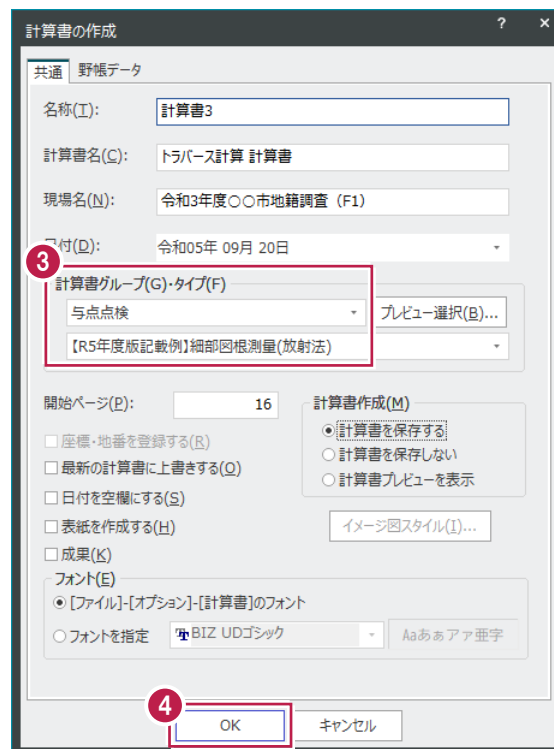 計算書の作成 ? ×
共通 野帳データ
名称(T): 計算書3
計算書名(C): トラバース計算 計算書
現場名(N): 令和3年度○○市地籍調査（F1）
付(D): 令和05年 09月 20日
3
計算書グループ(G)・タイプ(F)
与点点検 プレビュー選択(B)...
【R5年度版記載例】細部図根測量(放射法)
開始ページ(P): 16
計算書作成(M)
計算書を保存する
計算書を保存しない
計算書プレビューを表示
座標・地番を登録する(R)
最新の計算書に上書きする(O)
日付を空欄にする(S)
表紙を作成する(H) イメージ図スタイル(I)...
成果(K)
フォント(E)
[ファイル]-[オプション]-[計算書]のフォント
フォントを指定 BIZ UDゴシック Aaあぁアァ亜字
4
OK キャンセル